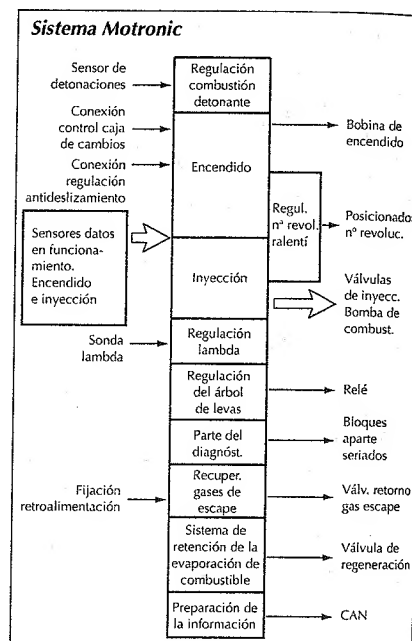 Sistema Motronic
Sensor de
detonaciones
Regulación
combustión
detonante
Conexión
control caja
de cambios
Bobina de
encendido
Conexión
regulación
antideslizamiento
Encendido
Regul.
nª revol.
ralentí
Posicionado
nº revoluc.
Sensores datos
en funciona-
miento.
Encendido
e inyección
Inyección
Válvulas
de inyecc.
Bomba de
combust.
Sonda
lambda
Regulación
lambda
Regulación
del árbol
de levas
Relé
Parte del
diagnóst.
Bloques
aparte
seriados
Fijación
retroalimentación
Recuper.
gases de
escape
Válv. retorno
gas escape
Sistema de
retención de la
evaporación de
combustible
Válvula de
regeneración
Preparación de
la información
CAN